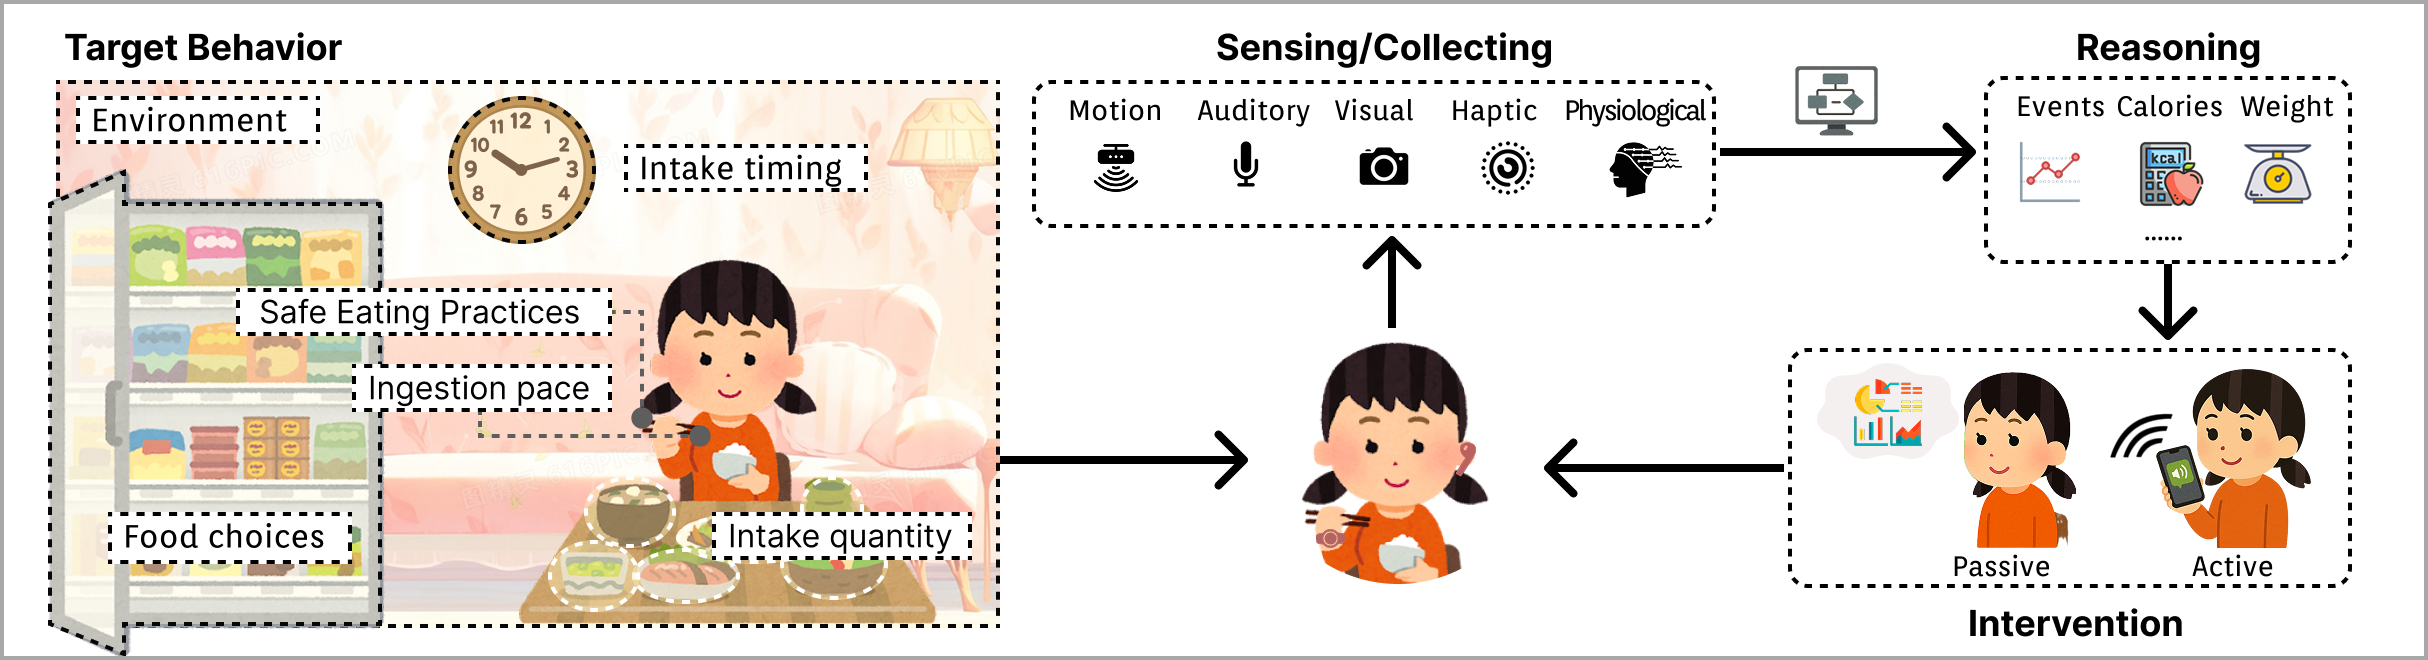 Target Behavior
Environment
12
1
2
3
4
5
6
7
8
9
10
11
Intake timing
Safe Eating Practices
Ingestion pace
Food choices
Intake quantity
Sensing/Collecting
Motion Auditory Visual Haptic Physiological
Reasoning
Events Calories Weight
kcal
......
Passive Active
Intervention